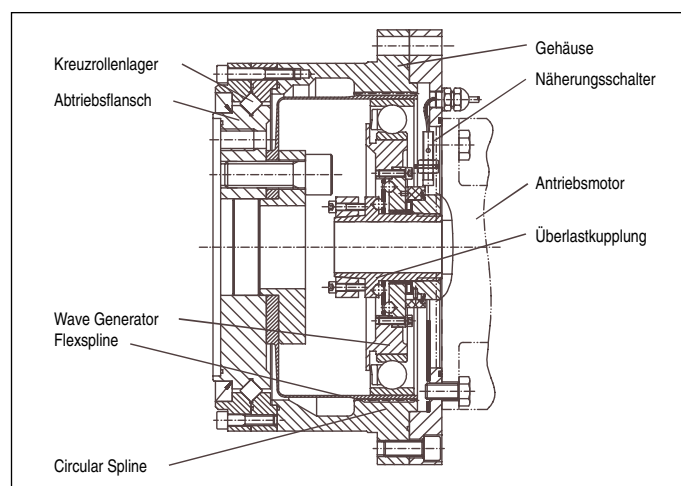 Kreuzrollenlager
Abtriebsflansch
Wave Generator
Flexspline
Circular Spline
Gehäuse
Näherungsschalter
Antriebsmotor
Überlastkupplung